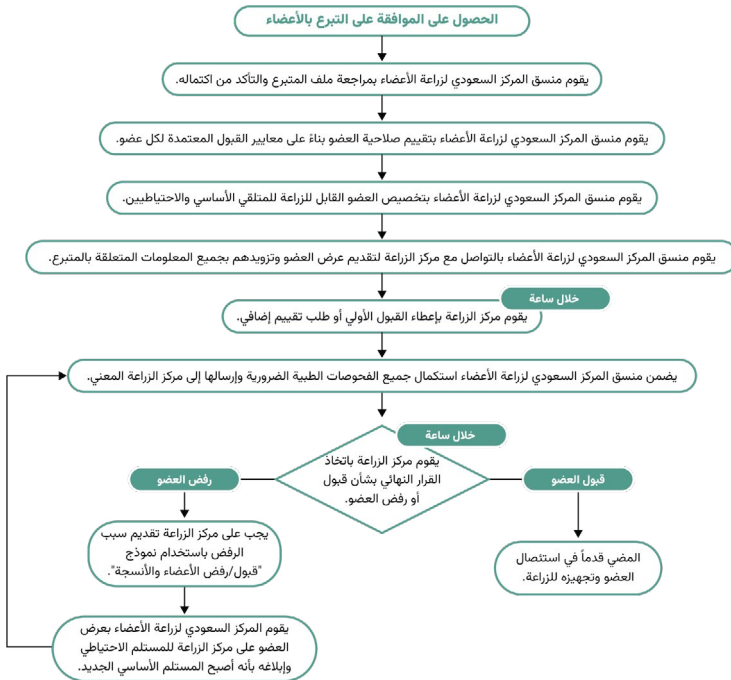 الحصول على الموافقة على التبرع بالأعضاء
يقوم منسق المركز السعودي لزراعة الأعضاء بمراجعة ملف المتبرع والتأكد من اكتماله.
يقوم منسق المركز السعودي لزراعة الأعضاء بتقييم صلاحية العضو بناءً على معايير القبول المعتمدة لكل عضو.
يقوم منسق المركز السعودي لزراعة الأعضاء بتخصيص العضو القابل للزراعة للمتلقي الأساسي والاحتياطيين.
يقوم منسق المركز السعودي لزراعة الأعضاء بالتواصل مع مركز الزراعة لتقديم عرض العضو وتزويدهم بجميع المعلومات المتعلقة بالمتبرع.
خلال ساعة
يقوم مركز الزراعة بإعطاء القبول الأولي أو طلب تقييم إضافي.
يضمن منسق المركز السعودي لزراعة الأعضاء استكمال جميع الفحوصات الطبية الضرورية وإرسالها إلى مركز الزراعة المعني.
خلال ساعة
يقوم مركز الزراعة باتخاذ
القرار النهائي بشأن قبول
أو رفض العضو.
قبول العضو
المضي قدماً في استئصال
العضو وتجهيزه للزراعة.
رفض العضو
يجب على مركز الزراعة تقديم سبب
الرفض باستخدام نموذج
"قبول/رفض الأعضاء والأنسجة".
يقوم المركز السعودي لزراعة الأعضاء بعرض
العضو على مركز الزراعة للمستلم الاحتياطي
وإبلاغه بأنه أصبح المستلم الأساسي الجديد.